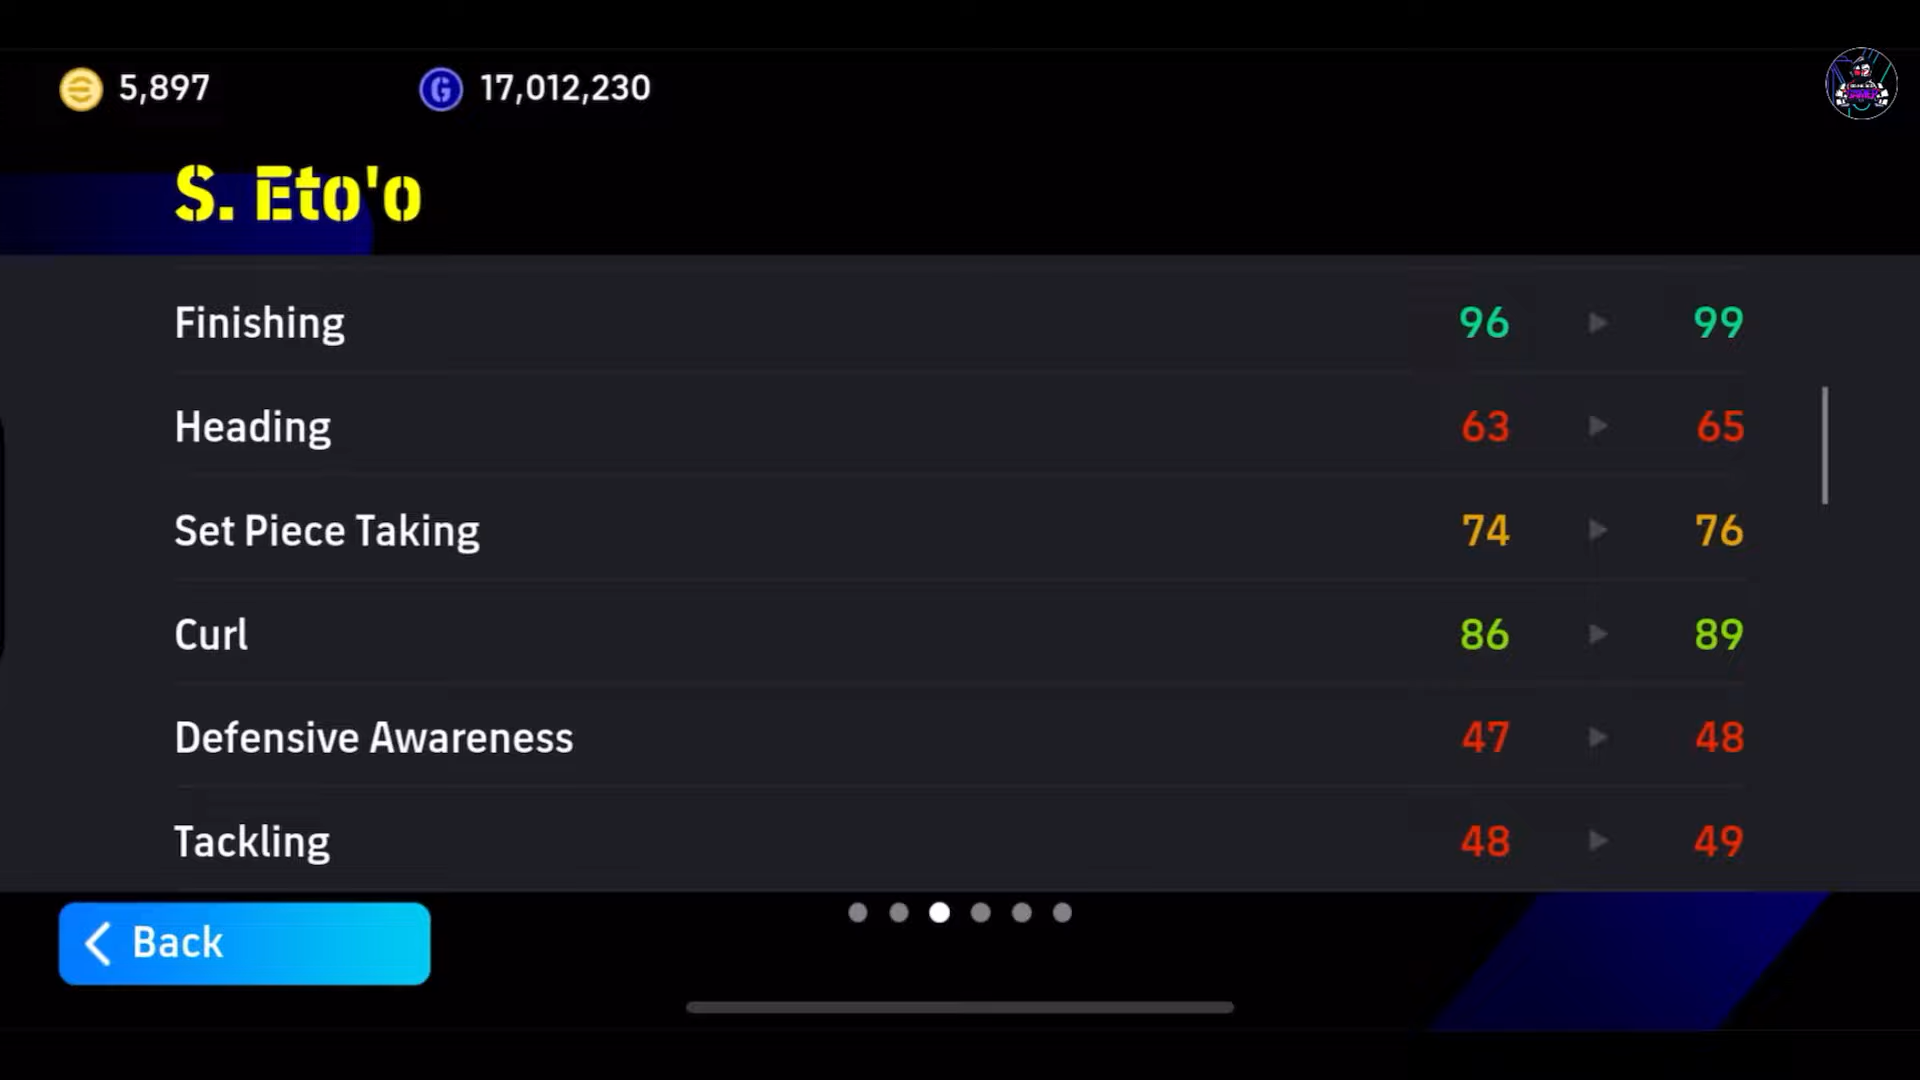 5,897 17,012,230
S. Eto'o
Finishing 96 ▶ 99
Heading 63 ▶ 65
Set Piece Taking 74 ▶ 76
Curl 86 ▶ 89
Defensive Awareness 47 ▶ 48
Tackling 48 ▶ 49
Back